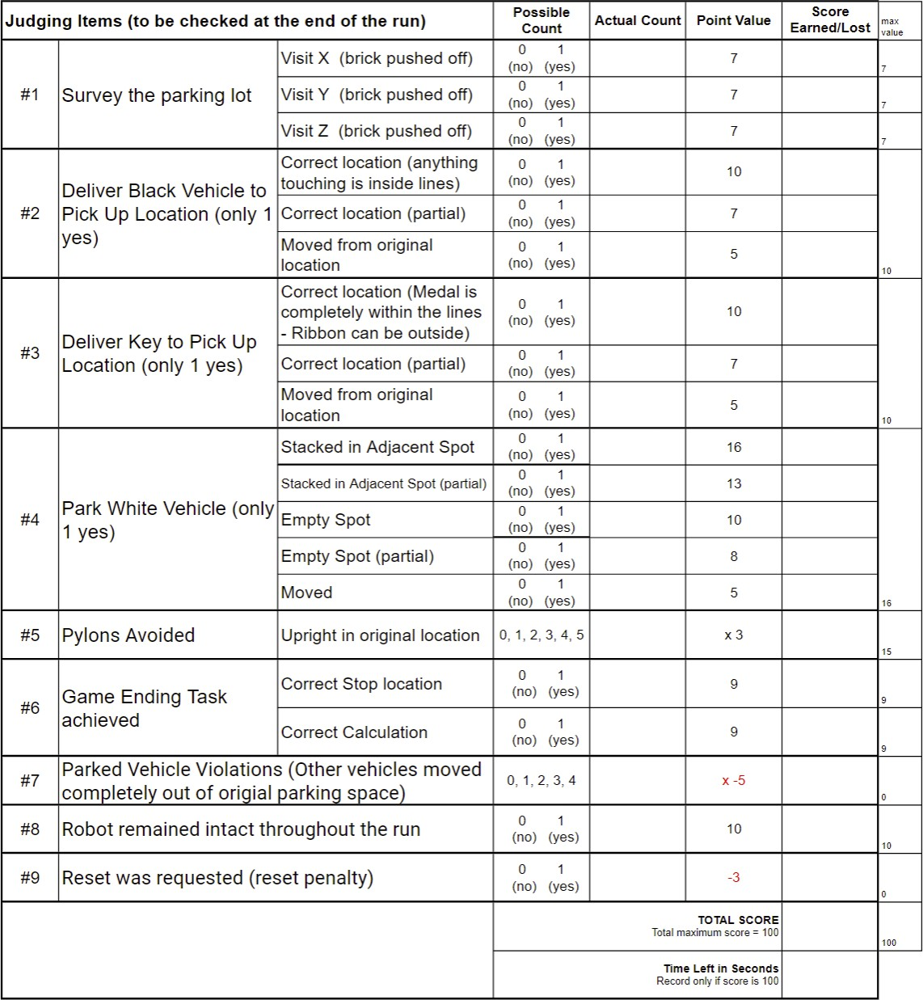 Judging Items (to be checked at the end of the run) Possible Count Actual Count Point Value Score Earned/Lost max value
#1 Survey the parking lot
Visit X (brick pushed off) 0 (no) 1 (yes) 7 7
Visit Y (brick pushed off) 0 (no) 1 (yes) 7 7
Visit Z (brick pushed off) 0 (no) 1 (yes) 7 7
#2 Deliver Black Vehicle to
Pick Up Location (only 1
yes)
Correct location (anything
touching is inside lines) 0 (no) 1 (yes) 10
Correct location (partial) 0 (no) 1 (yes) 7
Moved from original
location 0 (no) 1 (yes) 5 10
#3 Deliver Key to Pick Up
Location (only 1 yes)
Correct location (Medal is
completely within the lines
- Ribbon can be outside) 0 (no) 1 (yes) 10
Correct location (partial) 0 (no) 1 (yes) 7
Moved from original
location 0 (no) 1 (yes) 5 10
#4 Park White Vehicle (only
1 yes)
Stacked in Adjacent Spot 0 (no) 1 (yes) 16
Stacked in Adjacent Spot (partial) 0 (no) 1 (yes) 13
Empty Spot 0 (no) 1 (yes) 10
Empty Spot (partial) 0 (no) 1 (yes) 8
Moved 0 (no) 1 (yes) 5 16
#5 Pylons Avoided Upright in original location 0, 1, 2, 3, 4, 5 x 3 15
#6 Game Ending Task
achieved
Correct Stop location 0 (no) 1 (yes) 9 9
Correct Calculation 0 (no) 1 (yes) 9 9
#7 Parked Vehicle Violations (Other vehicles moved
completely out of origial parking space) 0, 1, 2, 3, 4 x -5 0
#8 Robot remained intact throughout the run 0 (no) 1 (yes) 10 10
#9 Reset was requested (reset penalty) 0 (no) 1 (yes) -3 0
TOTAL SCORE
Total maximum score = 100 100
Time Left in Seconds
Record only if score is 100